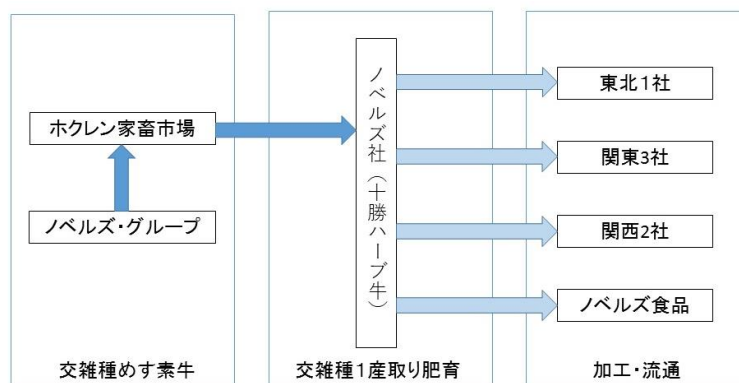 ホクレン家畜市場
ノベルズ・グループ
交雑種めす素牛
ノベルズ社(十勝ハーブ牛)
交雑種1産取り肥育
東北1社
関東3社
関西2社
ノベルズ食品
加工・流通